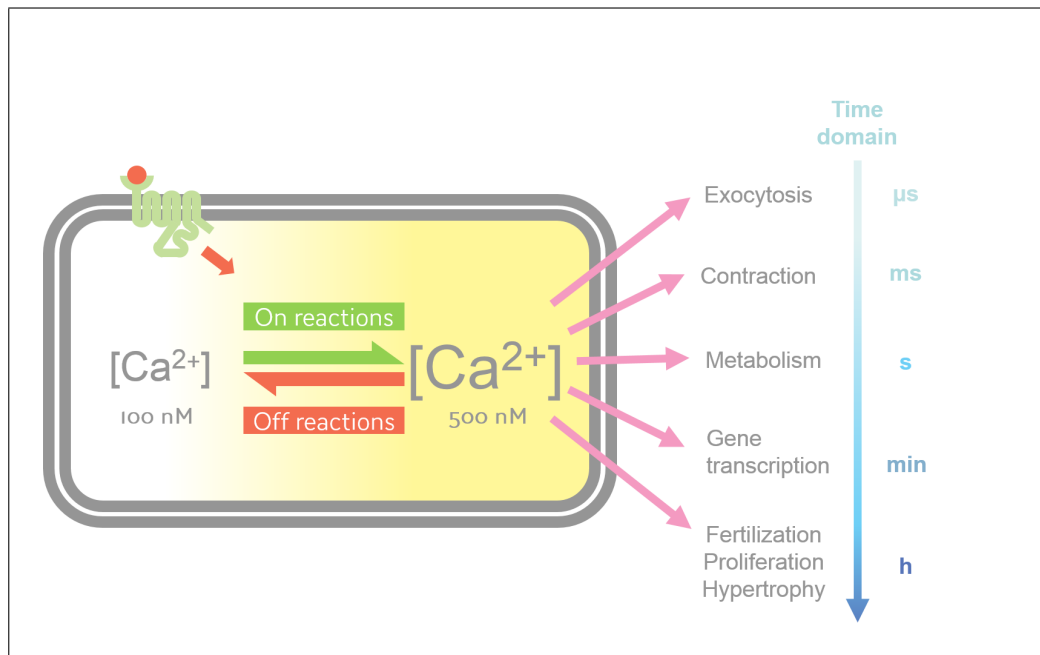 Time
domain
Exocytosis
µs
Contraction
ms
On reactions
[Ca²⁺]
[Ca²⁺]
Metabolism
s
100 nM
Off reactions
500 nM
Gene
transcription
min
Fertilization
Proliferation
Hypertrophy
h